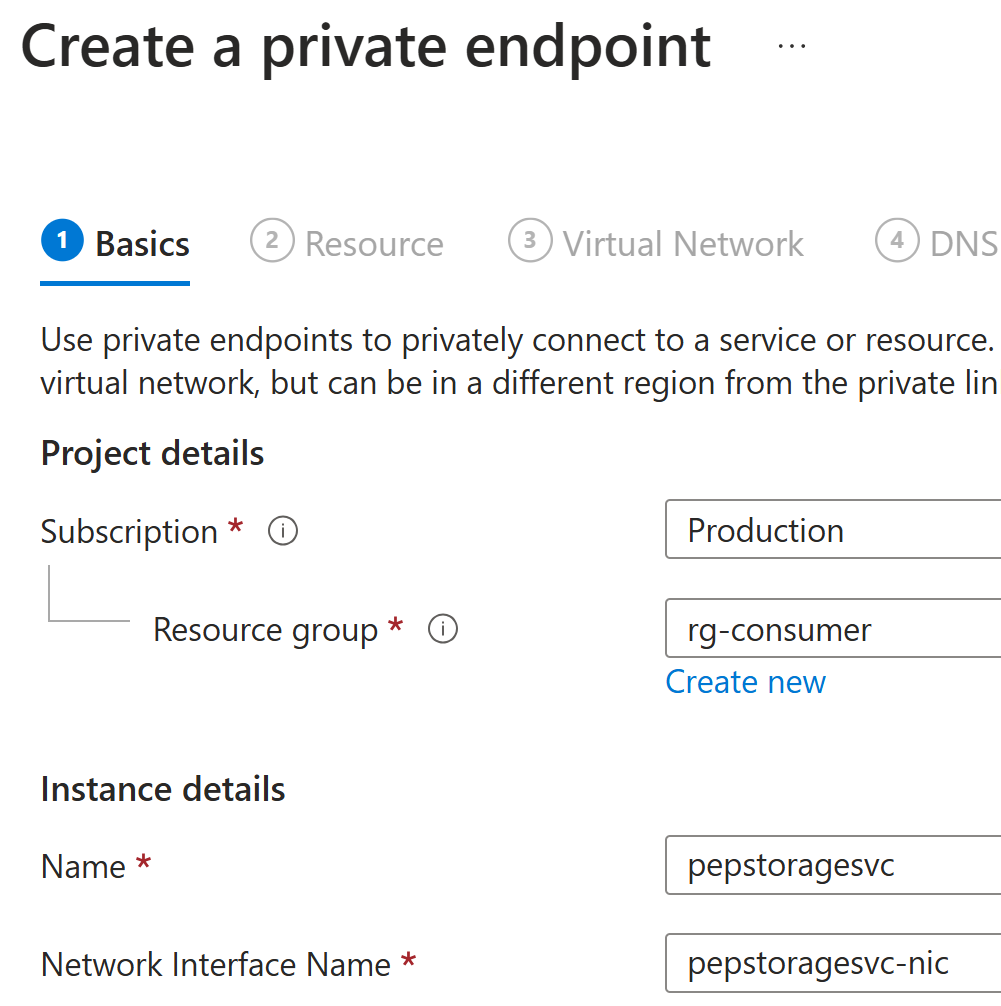 Create a private endpoint ...
1 Basics 2 Resource 3 Virtual Network 4 DNS
Use private endpoints to privately connect to a service or resource.
virtual network, but can be in a different region from the private lin
Project details
Subscription * Production
Resource group * rg-consumer
Create new
Instance details
Name * pepstoragesvc
Network Interface Name * pepstoragesvc-nic